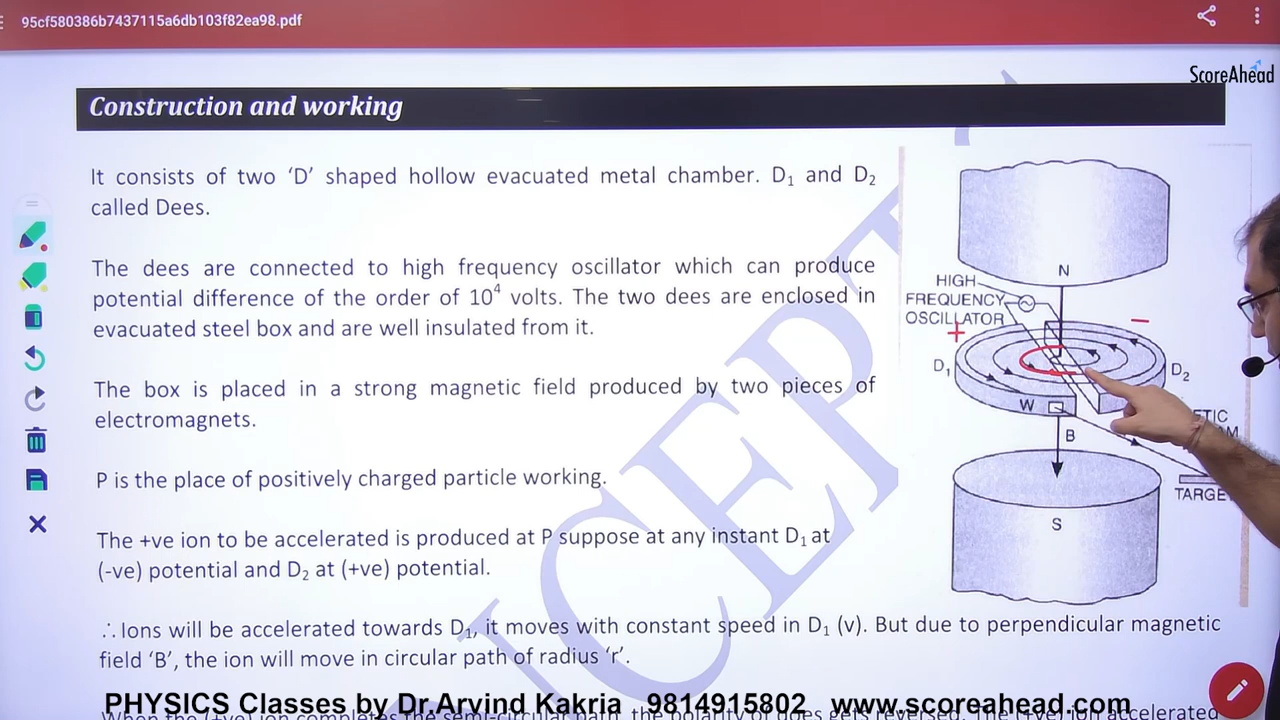 95cf580386b7437115a6db103f82ea98.pdf
ScoreAhead
Construction and working
It consists of two ‘D’ shaped hollow evacuated metal chamber. D₁ and D₂
called Dees.
The dees are connected to high frequency oscillator which can produce
potential difference of the order of 10⁴ volts. The two dees are enclosed in
evacuated steel box and are well insulated from it.
The box is placed in a strong magnetic field produced by two pieces of
electromagnets.
P is the place of positively charged particle working.
The +ve ion to be accelerated is produced at P suppose at any instant D₁ at
(-ve) potential and D₂ at (+ve) potential.
∴ Ions will be accelerated towards D₁, it moves with constant speed in D₁ (v). But due to perpendicular magnetic
field ‘B’, the ion will move in circular path of radius ‘r’.
N
HIGH
FREQUENCY
OSCILLATOR
+
−
D₁
D₂
W
B
S
PHYSICS Classes by Dr.Arvind Kakria 9814915802 www.scoreahead.com